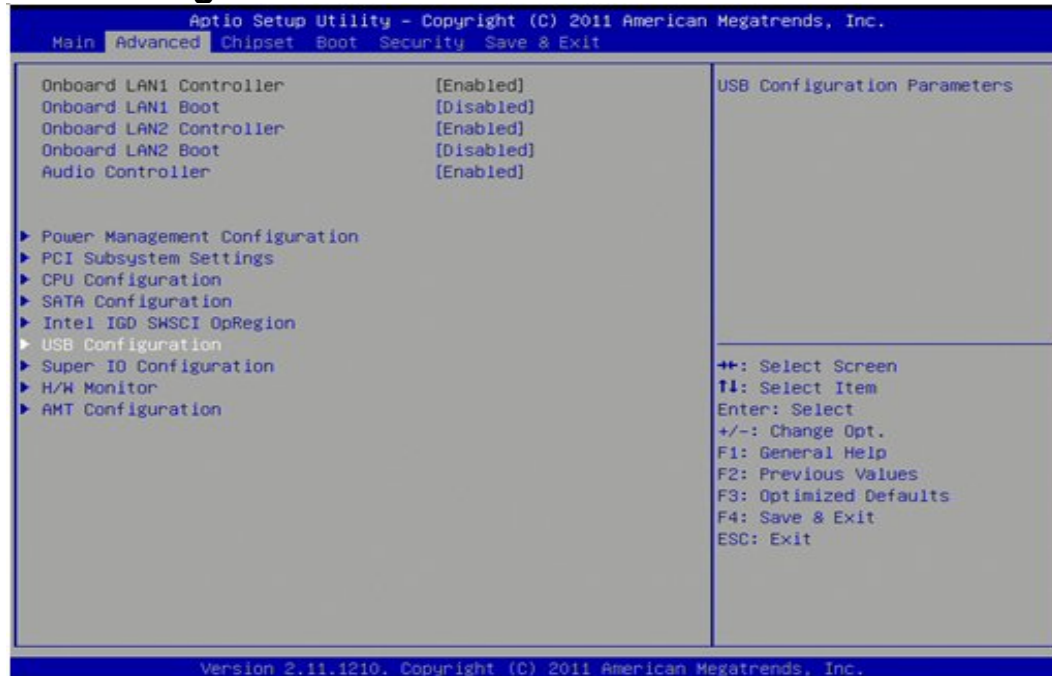 Aptio Setup Utility – Copyright (C) 2011 American Megatrends, Inc.
Main Advanced Chipset Boot Security Save & Exit
Onboard LAN1 Controller [Enabled]
Onboard LAN1 Boot [Disabled]
Onboard LAN2 Controller [Enabled]
Onboard LAN2 Boot [Disabled]
Audio Controller [Enabled]
► Power Management Configuration
► PCI Subsystem Settings
► CPU Configuration
► SATA Configuration
► Intel IGD SWSCI OpRegion
► USB Configuration
► Super IO Configuration
► H/W Monitor
► AMT Configuration
USB Configuration Parameters
→←: Select Screen
↑↓: Select Item
Enter: Select
+/-: Change Opt.
F1: General Help
F2: Previous Values
F3: Optimized Defaults
F4: Save & Exit
ESC: Exit
Version 2.11.1210. Copyright (C) 2011 American Megatrends, Inc.